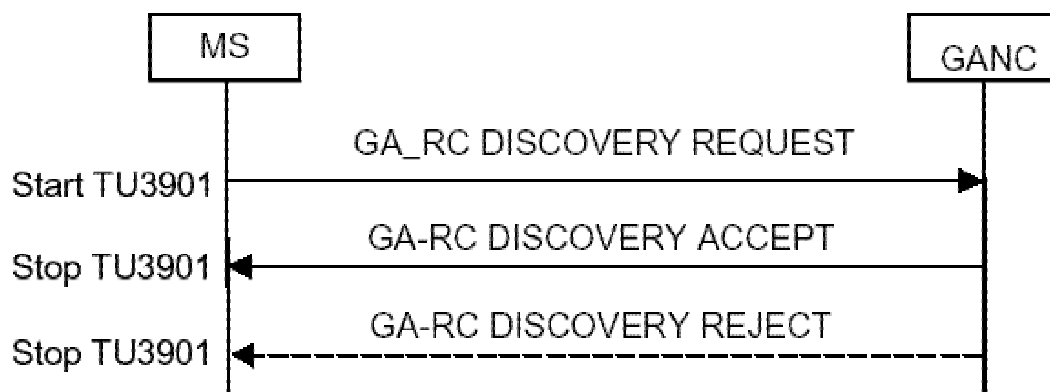 MS
GANC
GA_RC DISCOVERY REQUEST
Start TU3901
GA-RC DISCOVERY ACCEPT
Stop TU3901
GA-RC DISCOVERY REJECT
Stop TU3901